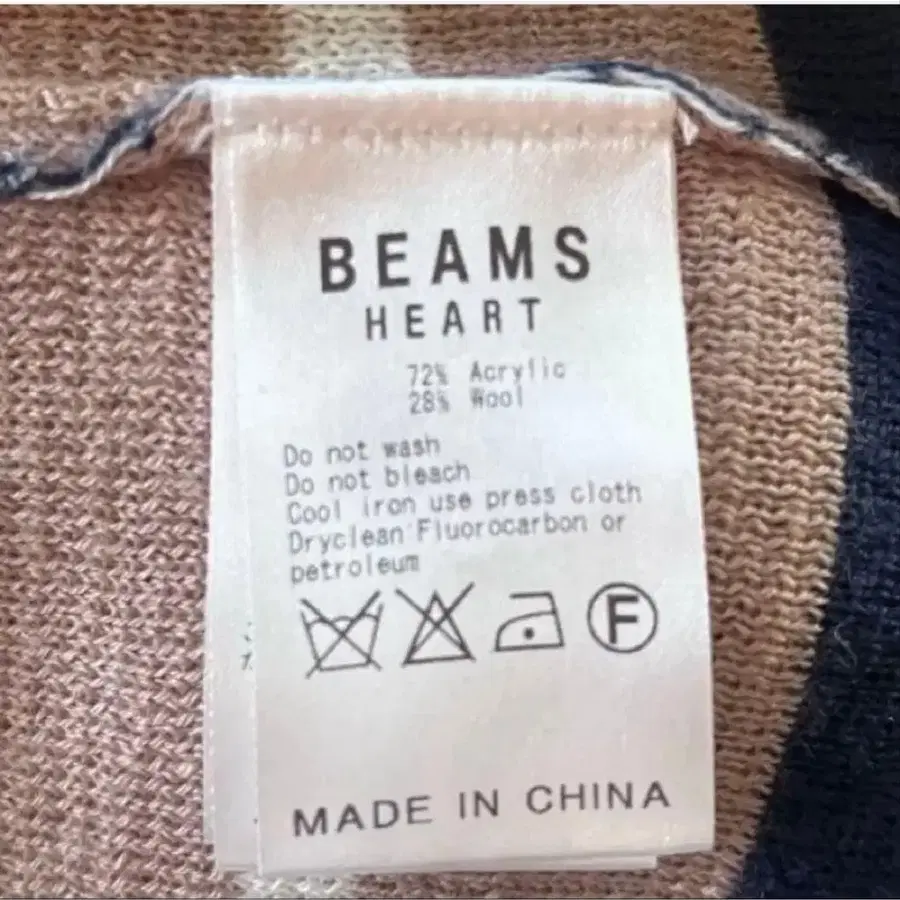 BEAMS
HEART
72% Acrylic
28% Wool
Do not wash
Do not bleach
Cool iron use press cloth
Dryclean Fluorocarbon or
petroleum
F
MADE IN CHINA